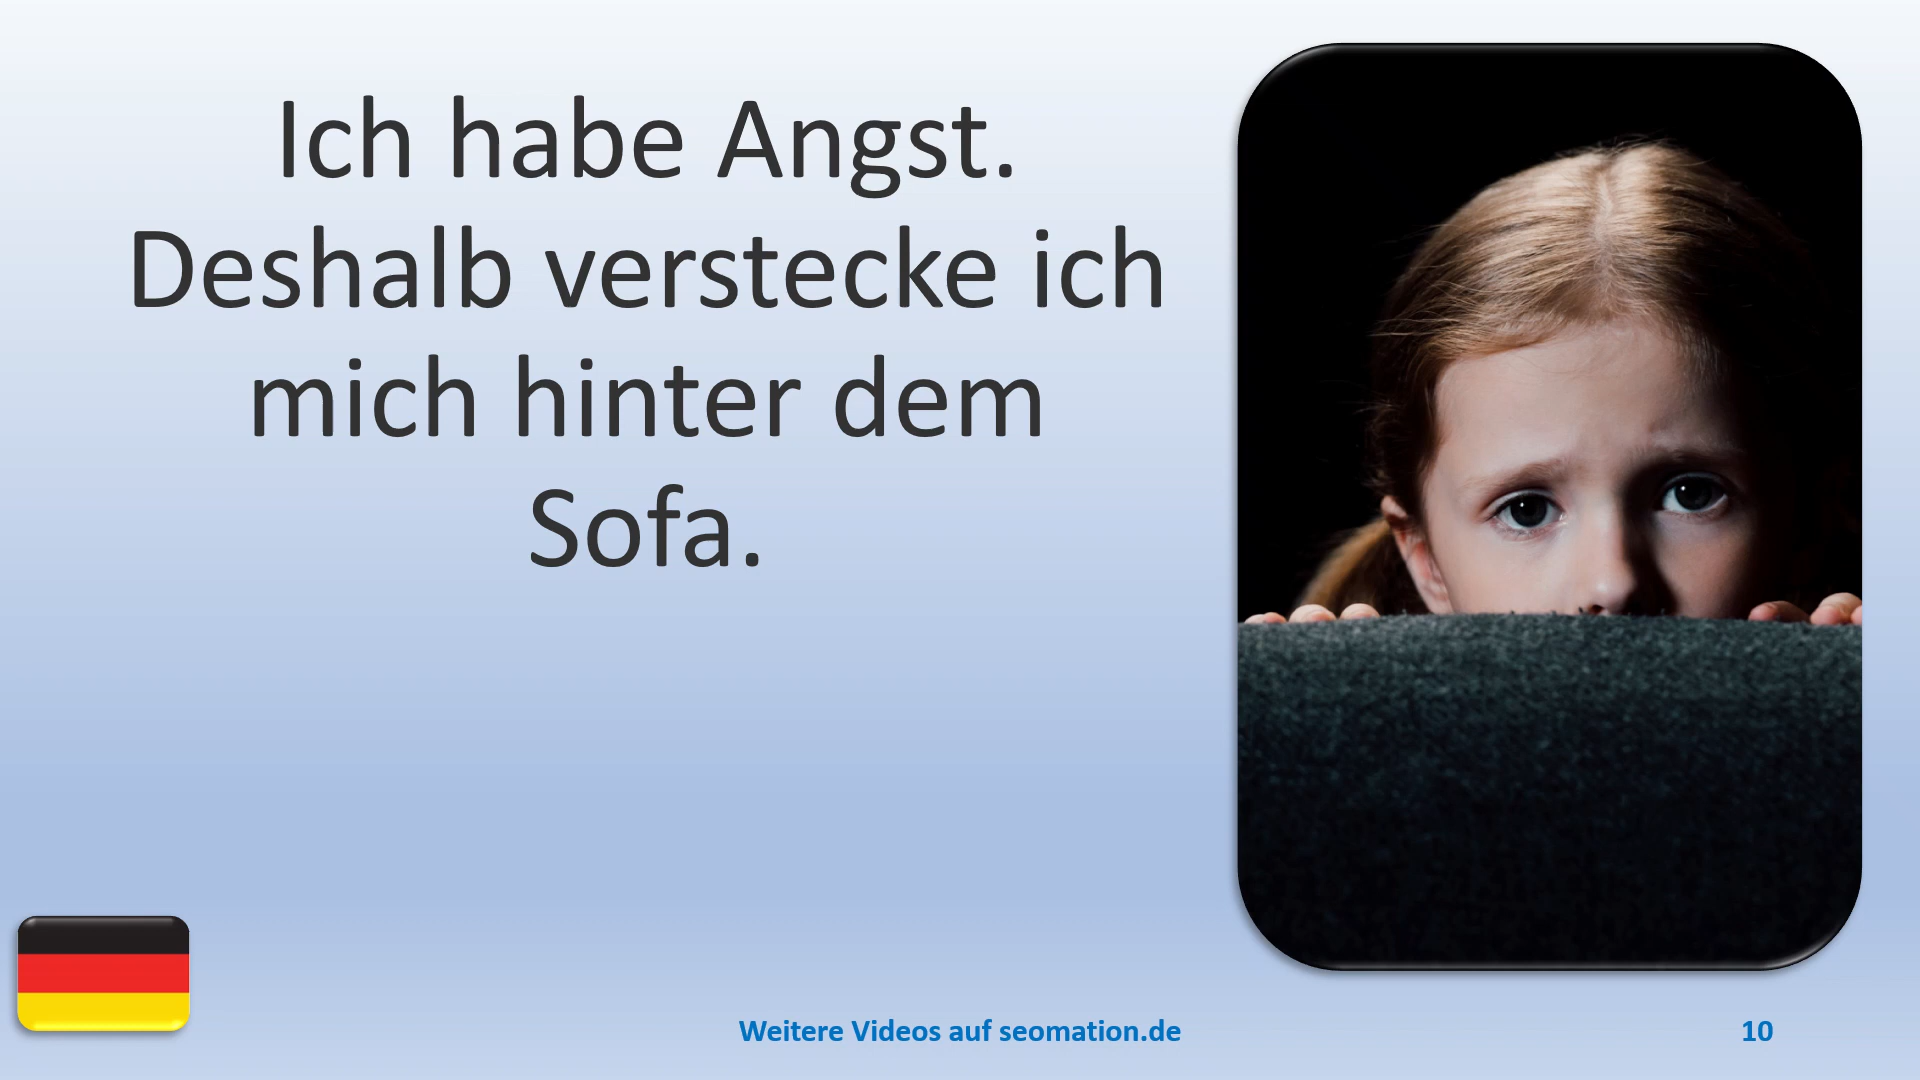 Ich habe Angst.
Deshalb verstecke ich
mich hinter dem
Sofa.
Weitere Videos auf seomation.de
10